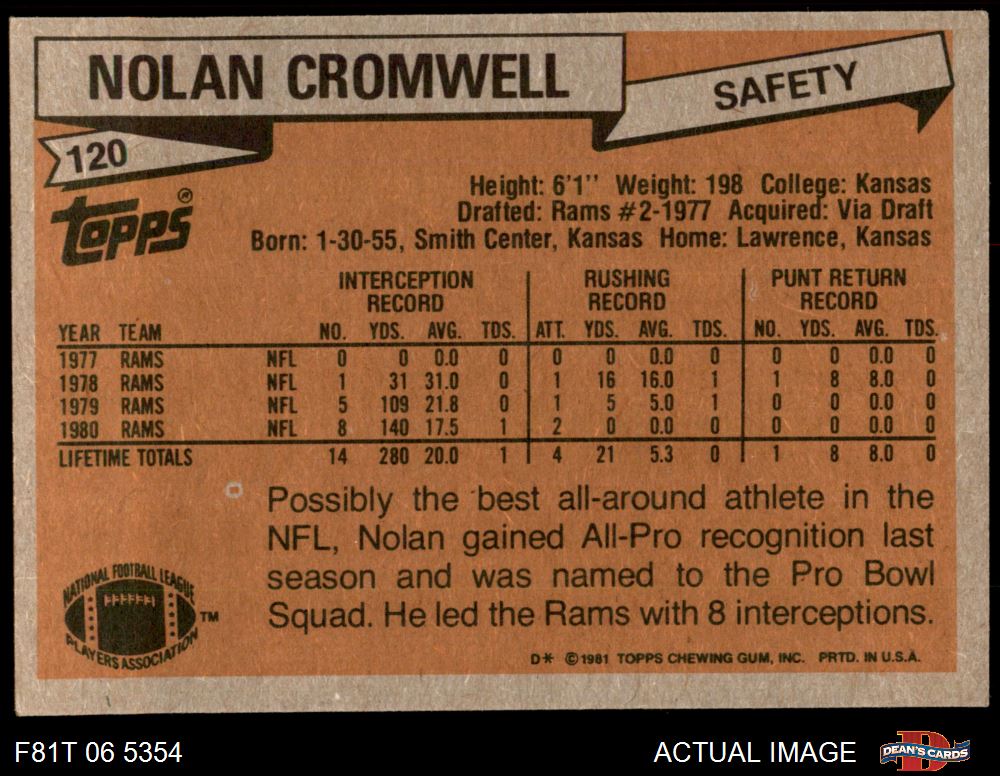 NOLAN CROMWELL
SAFETY
120
Topps®
Height: 6'1'' Weight: 198 College: Kansas
Drafted: Rams #2-1977 Acquired: Via Draft
Born: 1-30-55, Smith Center, Kansas Home: Lawrence, Kansas
INTERCEPTION RECORD RUSHING RECORD PUNT RETURN RECORD
YEAR TEAM NO. YDS. AVG. TDS. ATT. YDS. AVG. TDS. NO. YDS. AVG. TDS.
1977 RAMS NFL 0 0 0.0 0 0 0 0.0 0 0 0 0.0 0
1978 RAMS NFL 1 31 31.0 0 1 16 16.0 1 1 8 8.0 0
1979 RAMS NFL 5 109 21.8 0 1 5 5.0 1 0 0 0.0 0
1980 RAMS NFL 8 140 17.5 1 2 0 0.0 0 0 0 0.0 0
LIFETIME TOTALS 14 280 20.0 1 4 21 5.3 0 1 8 8.0 0
Possibly the best all-around athlete in the
NFL, Nolan gained All-Pro recognition last
season and was named to the Pro Bowl
Squad. He led the Rams with 8 interceptions.
NATIONAL FOOTBALL LEAGUE
PLAYERS ASSOCIATION
™
D* ©1981 TOPPS CHEWING GUM, INC. PRTD. IN U.S.A.
F81T 06 5354
ACTUAL IMAGE
D
DEAN'S CARDS